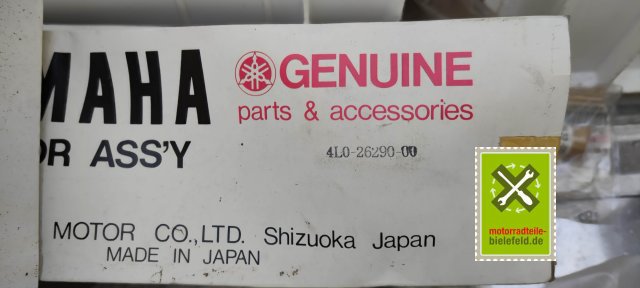 MAHA
GENUINE
parts & accessories
OR ASS'Y
4L0-26290-00
MOTOR CO.,LTD. Shizuoka Japan
MADE IN JAPAN
motorradteile-
bielefeld.de